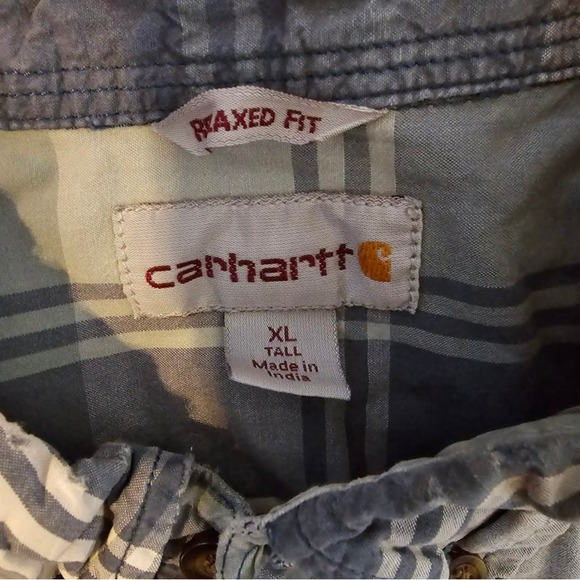 RELAXED FIT
carhartt
XL
TALL
Made in
India